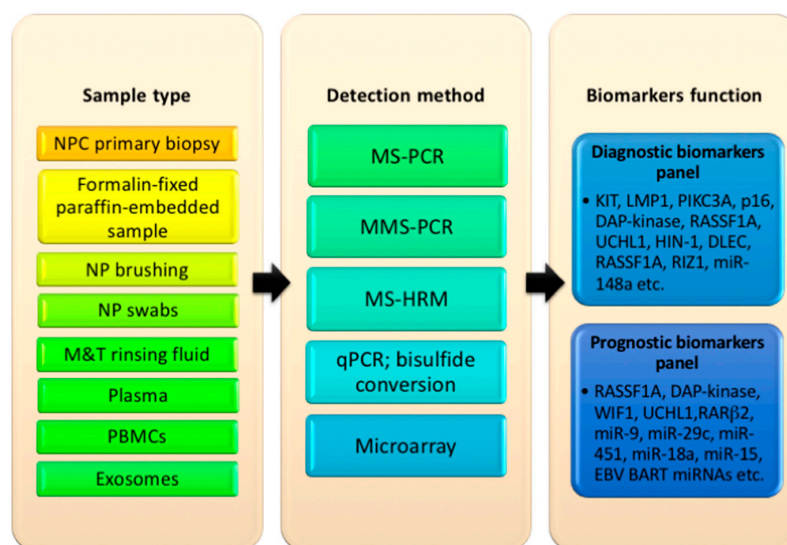 Sample type
NPC primary biopsy
Formalin-fixed
paraffin-embedded
sample
NP brushing
NP swabs
M&T rinsing fluid
Plasma
PBMCs
Exosomes
Detection method
MS-PCR
MMS-PCR
MS-HRM
qPCR; bisulfide
conversion
Microarray
Biomarkers function
Diagnostic biomarkers
panel
• KIT, LMP1, PIKC3A, p16,
DAP-kinase, RASSF1A,
UCHL1, HIN-1, DLEC,
RASSF1A, RIZ1, miR-
148a etc.
Prognostic biomarkers
panel
• RASSF1A, DAP-kinase,
WIF1, UCHL1,RARβ2,
miR-9, miR-29c, miR-
451, miR-18a, miR-15,
EBV BART miRNAs etc.